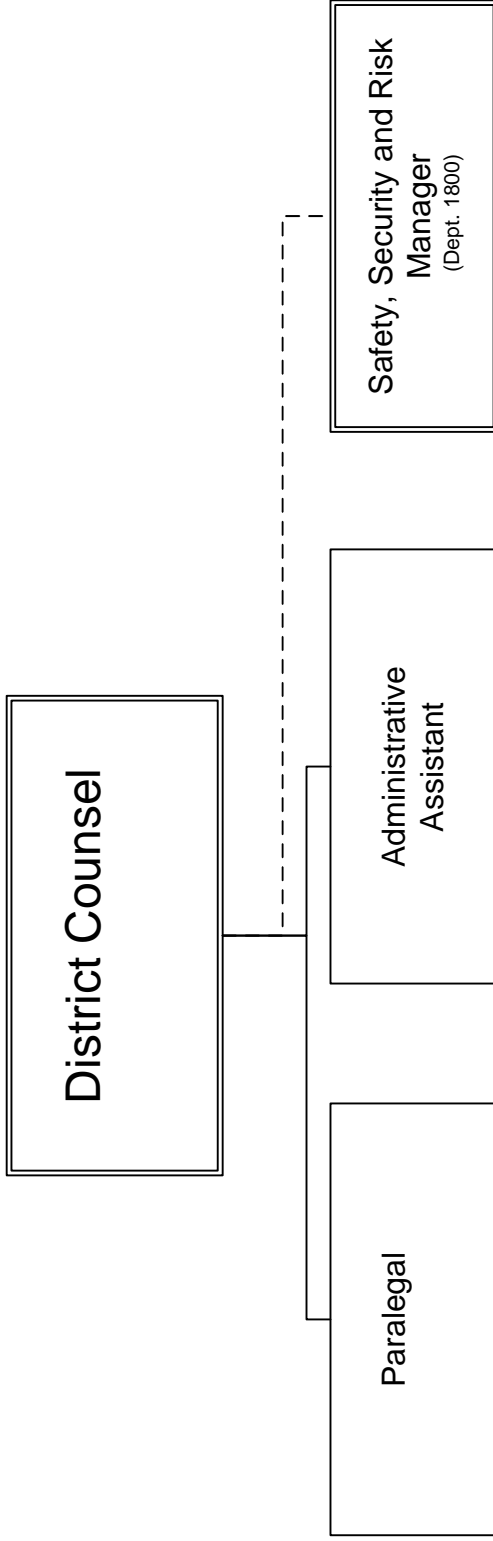 District Counsel
Paralegal
Administrative
Assistant
Safety, Security and Risk
Manager
(Dept. 1800)